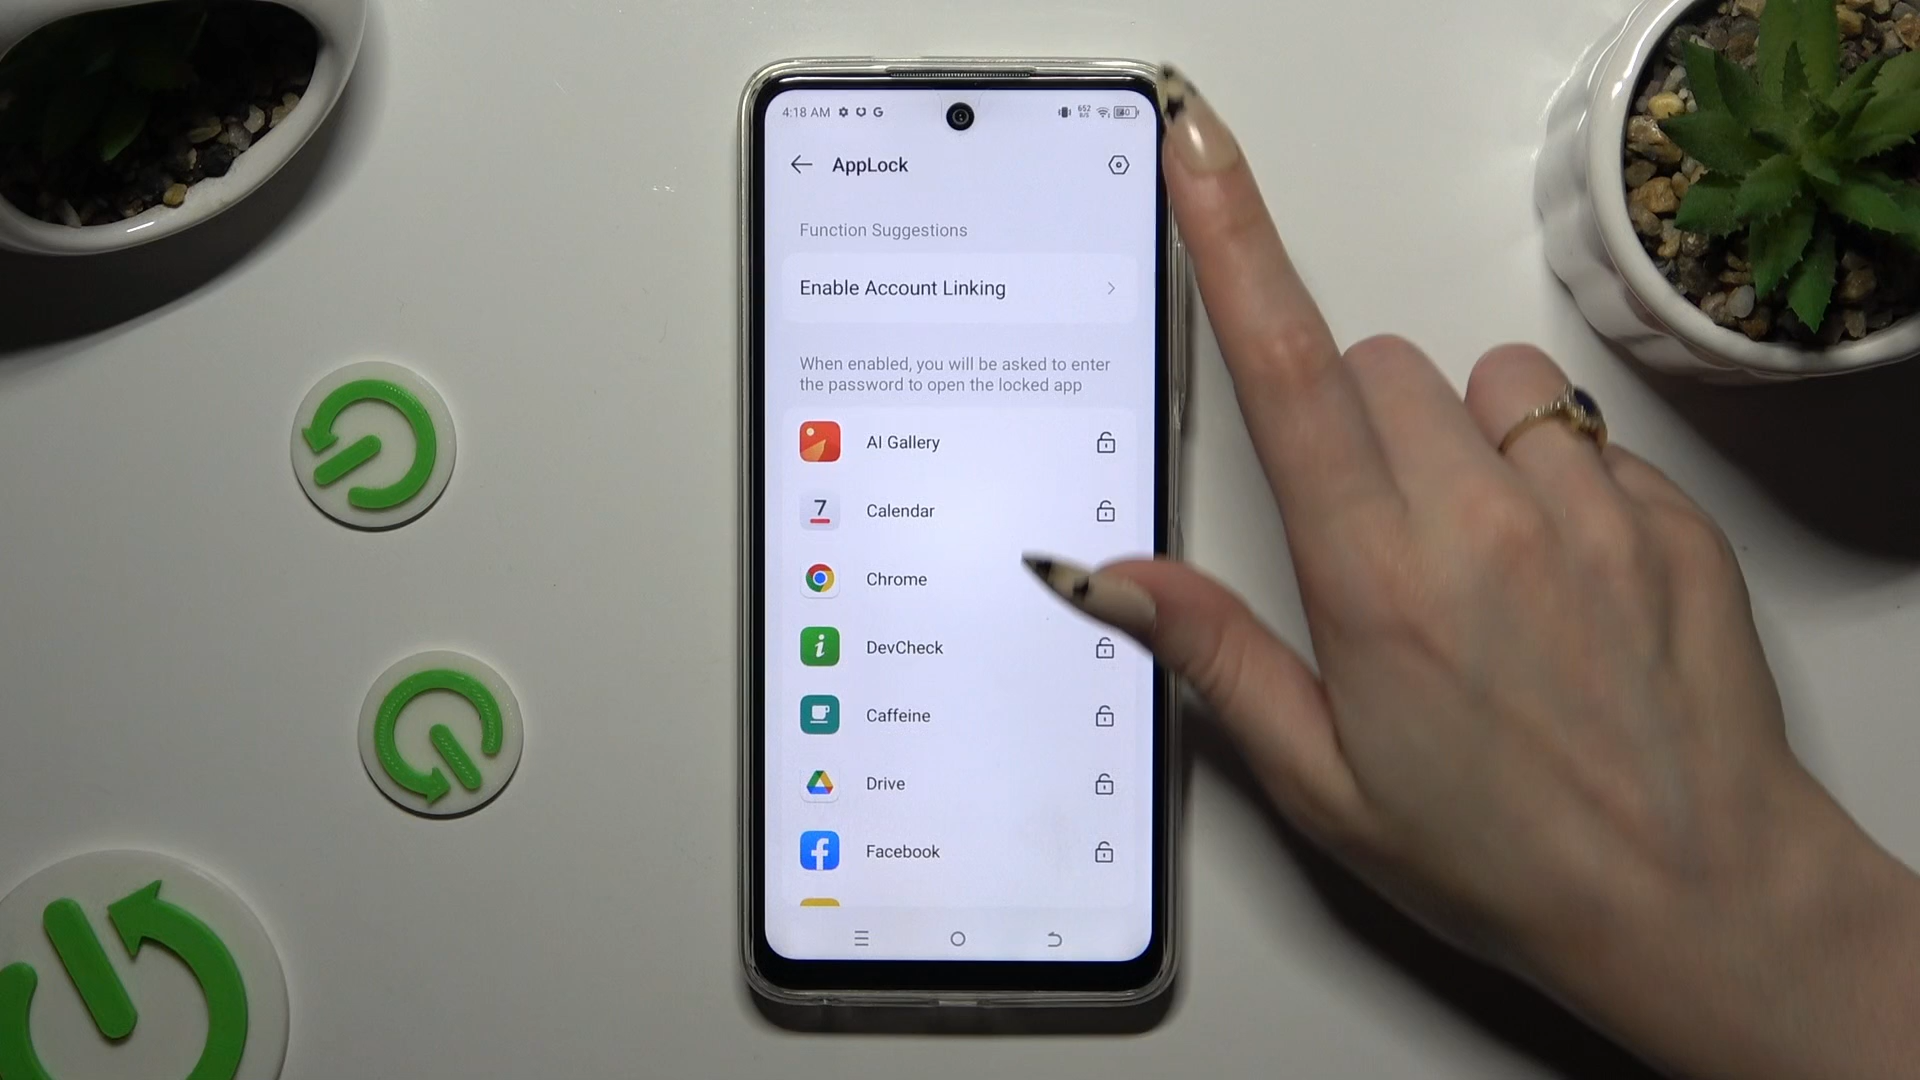 4:18 AM
652
B/S
AppLock
Function Suggestions
Enable Account Linking
When enabled, you will be asked to enter
the password to open the locked app
AI Gallery
7
Calendar
Chrome
DevCheck
Caffeine
Drive
Facebook